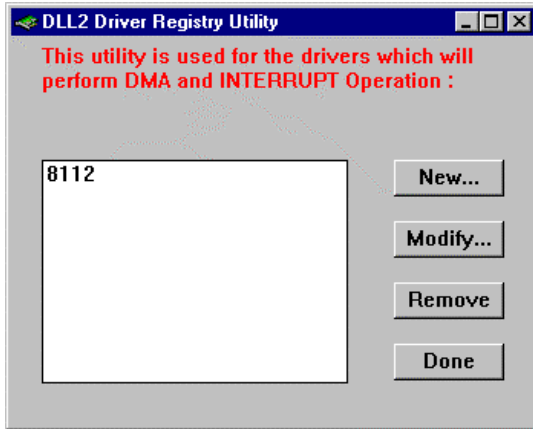 DLL2 Driver Registry Utility
This utility is used for the drivers which will
perform DMA and INTERRUPT Operation :
8112
New...
Modify...
Remove
Done